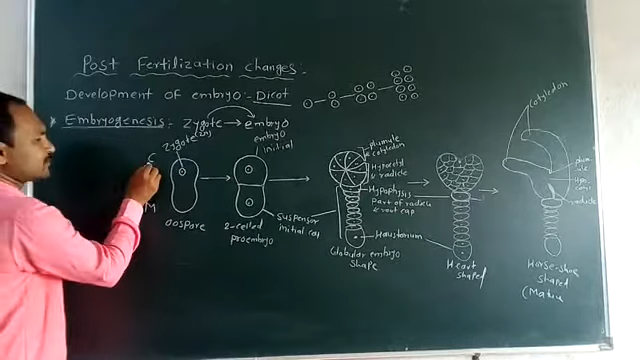 Post Fertilization changes:
Development of embryo:- Dicot
* Embryogenesis:- Zygote → embryo
Zygote(2n)
embryo
initial
C
M
oospore
2-celled
proembryo
suspensor
initial cell
plumule
& cotyledon
Hypocotyl
& radicle
Hypophysis
Part of radicle
& root cap
Haustorium
Globular embryo
shape
Heart
shaped
cotyledon
plumule
Hypocotyl
radicle
Horse-shoe
shaped
(Mature